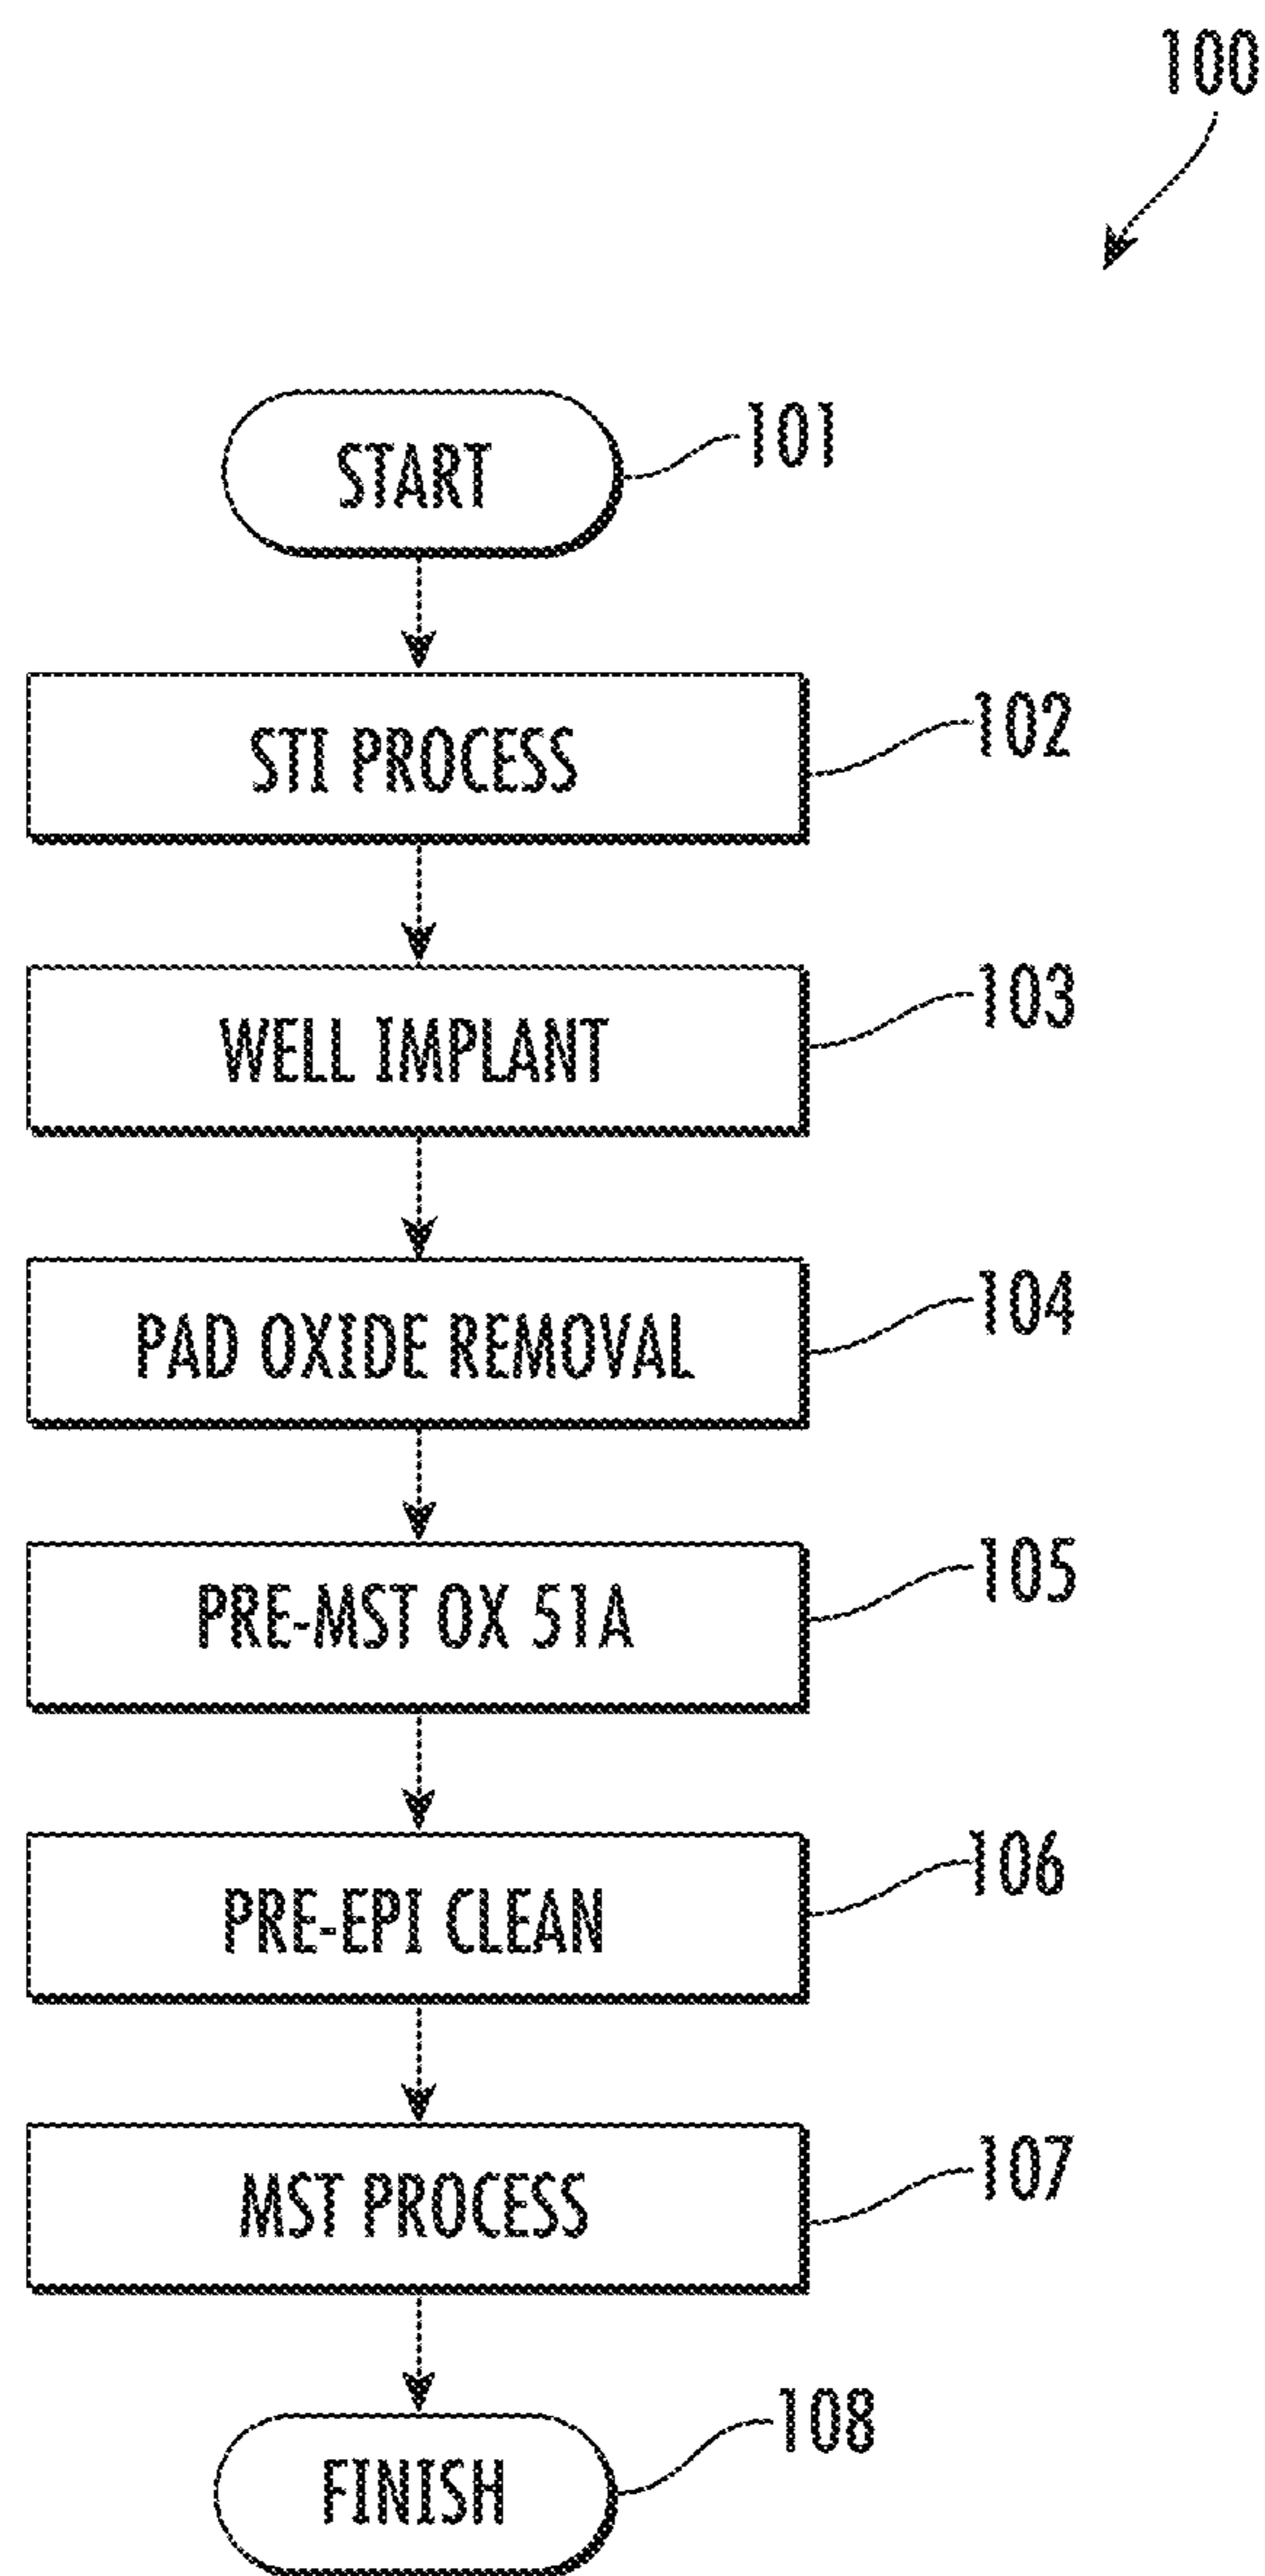 100
START
101
STI PROCESS
102
WELL IMPLANT
103
PAD OXIDE REMOVAL
104
PRE-MST OX 51A
105
PRE-EPI CLEAN
106
MST PROCESS
107
FINISH
108